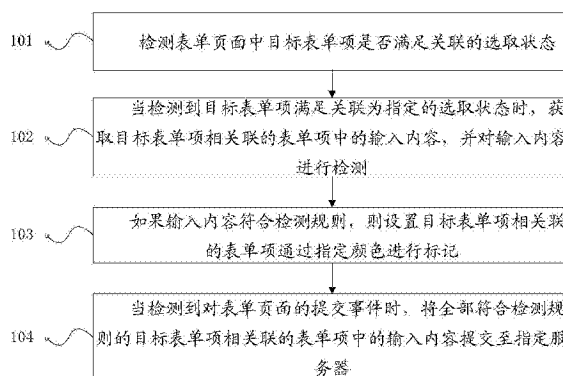 101
检测表单页面中目标表单项是否满足关联的选取状态
102
当检测到目标表单项满足关联为指定的选取状态时，获
取目标表单项相关联的表单项中的输入内容，并对输入内容
进行检测
103
如果输入内容符合检测规则，则设置目标表单项相关联
的表单项通过指定颜色进行标记
104
当检测到对表单页面的提交事件时，将全部符合检测规
则的目标表单项相关联的表单项中的输入内容提交至指定服
务器